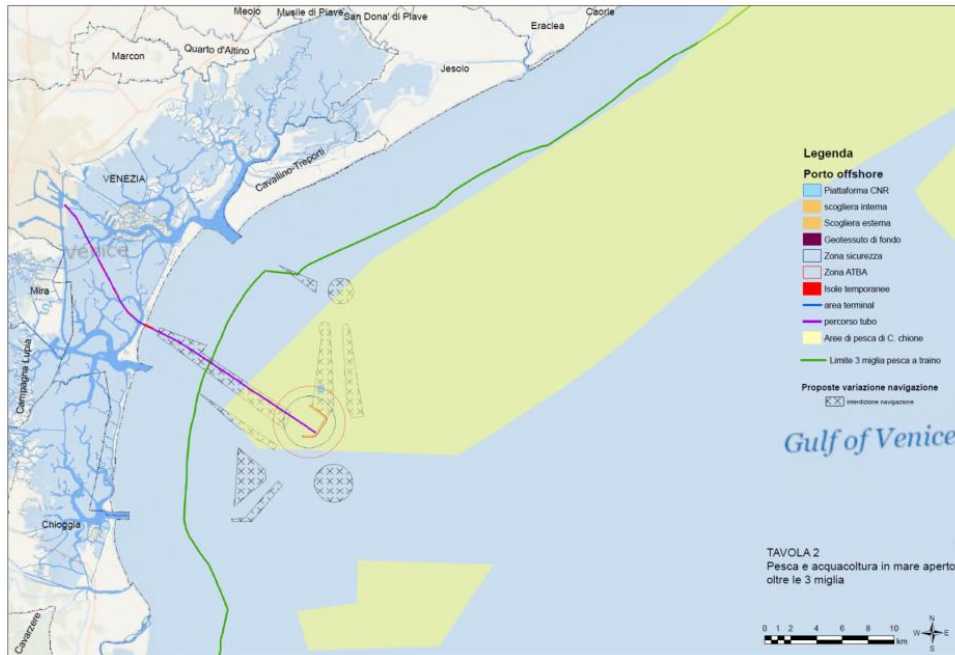 Meolo
Musile di Piave
San Dona' di Piave
Caorle
Eraclea
Marcon
Quarto d'Altino
Jesolo
Cavallino-Treporti
VENEZIA
Venice
Mira
Campagna Lupia
Chioggia
Cavarzere
Legenda
Porto offshore
Piattaforma CNR
scogliera interna
Scogliera esterna
Geotessuto di fondo
Zona sicurezza
Zona ATBA
Isole temporanee
area terminal
percorso tubo
Aree di pesca di C. chione
Limite 3 miglia pesca a traino
Proposte variazione navigazione
interdizione navigazione
Gulf of Venice
TAVOLA 2
Pesca e acquacoltura in mare aperto
oltre le 3 miglia
0 1 2 4 6 8 10
km
N
W E
S